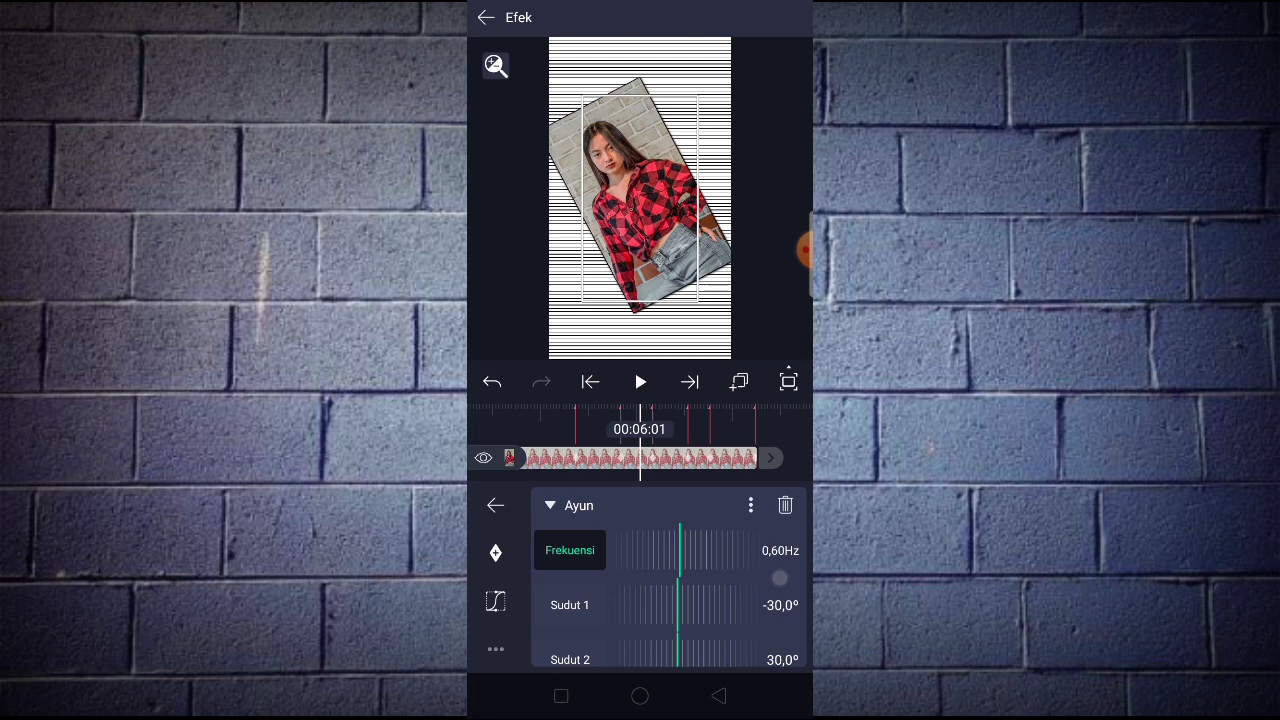 Efek
00:06:01
Ayun
Frekuensi 0,60Hz
Sudut 1 -30,0º
Sudut 2 30,0º